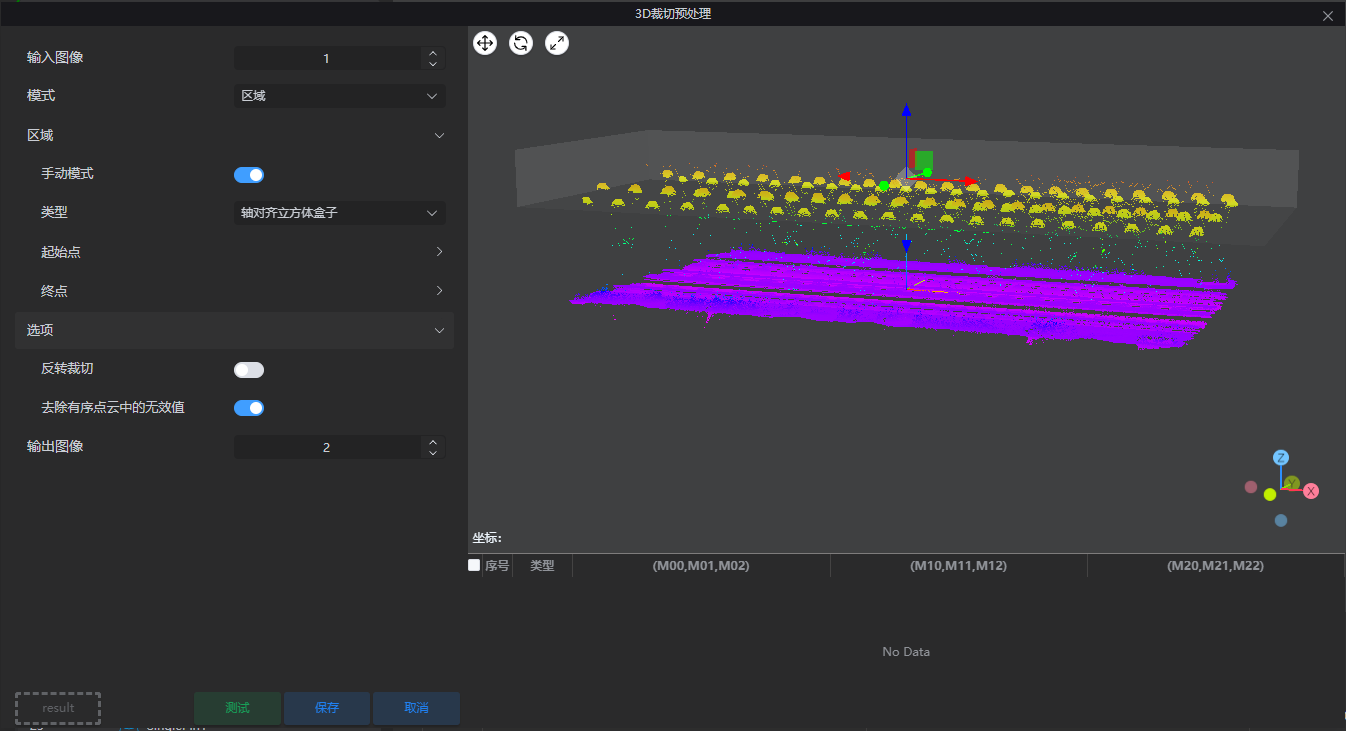 3D裁切预处理
输入图像 1
模式 区域
区域
手动模式
类型 轴对齐立方体盒子
起始点
终点
选项
反转裁切
去除有序点云中的无效值
输出图像 2
Z
Y
X
坐标:
序号 类型 (M00,M01,M02) (M10,M11,M12) (M20,M21,M22)
No Data
result 测试 保存 取消